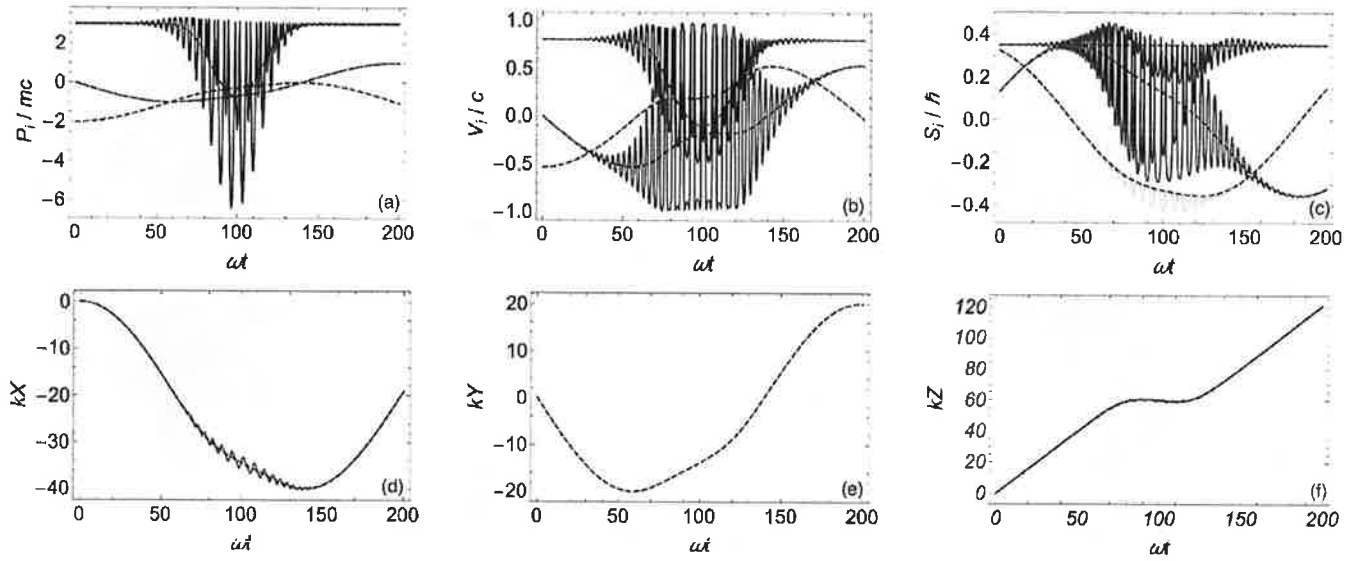 P_i / mc
2
0
−2
−4
−6
(a)
0 50 100 150 200
ωt
V_i / c
1.0
0.5
0.0
−0.5
−1.0
(b)
0 50 100 150 200
ωt
S_i / ℏ
0.4
0.2
0.0
−0.2
−0.4
(c)
0 50 100 150 200
ωt
kX
0
−10
−20
−30
−40
(d)
0 50 100 150 200
ωt
kY
20
10
0
−10
−20
(e)
0 50 100 150 200
ωt
kZ
120
100
80
60
40
20
0
(f)
0 50 100 150 200
ωt